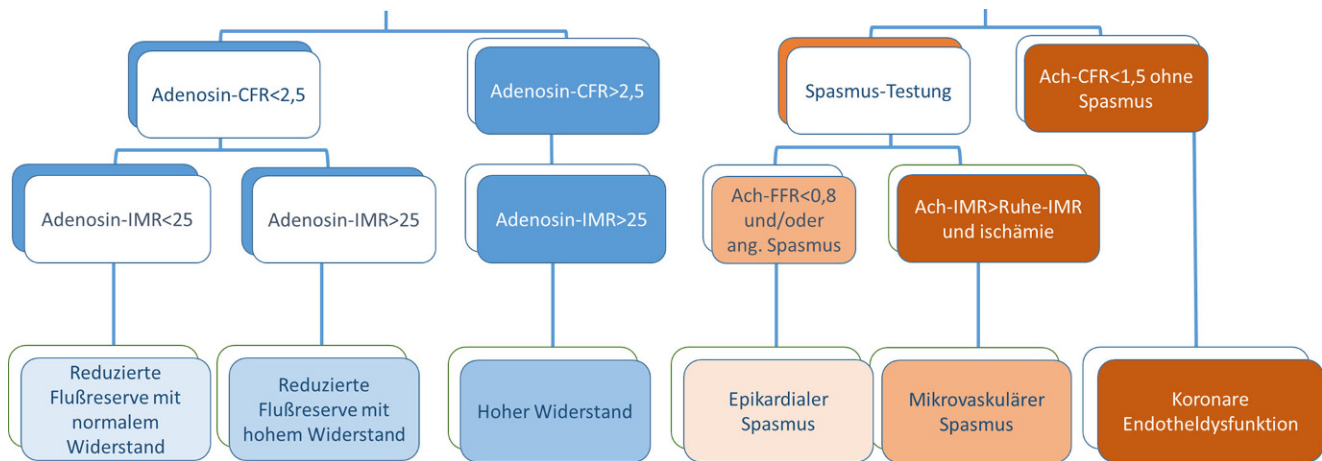 Adenosin-CFR<2,5
Adenosin-CFR>2,5
Spasmus-Testung
Ach-CFR<1,5 ohne
Spasmus
Adenosin-IMR<25
Adenosin-IMR>25
Adenosin-IMR>25
Ach-FFR<0,8
und/oder
ang. Spasmus
Ach-IMR>Ruhe-IMR
und ischämie
Reduzierte
Flußreserve mit
normalem
Widerstand
Reduzierte
Flußreserve mit
hohem Widerstand
Hoher Widerstand
Epikardialer
Spasmus
Mikrovaskulärer
Spasmus
Koronare
Endotheldysfunktion